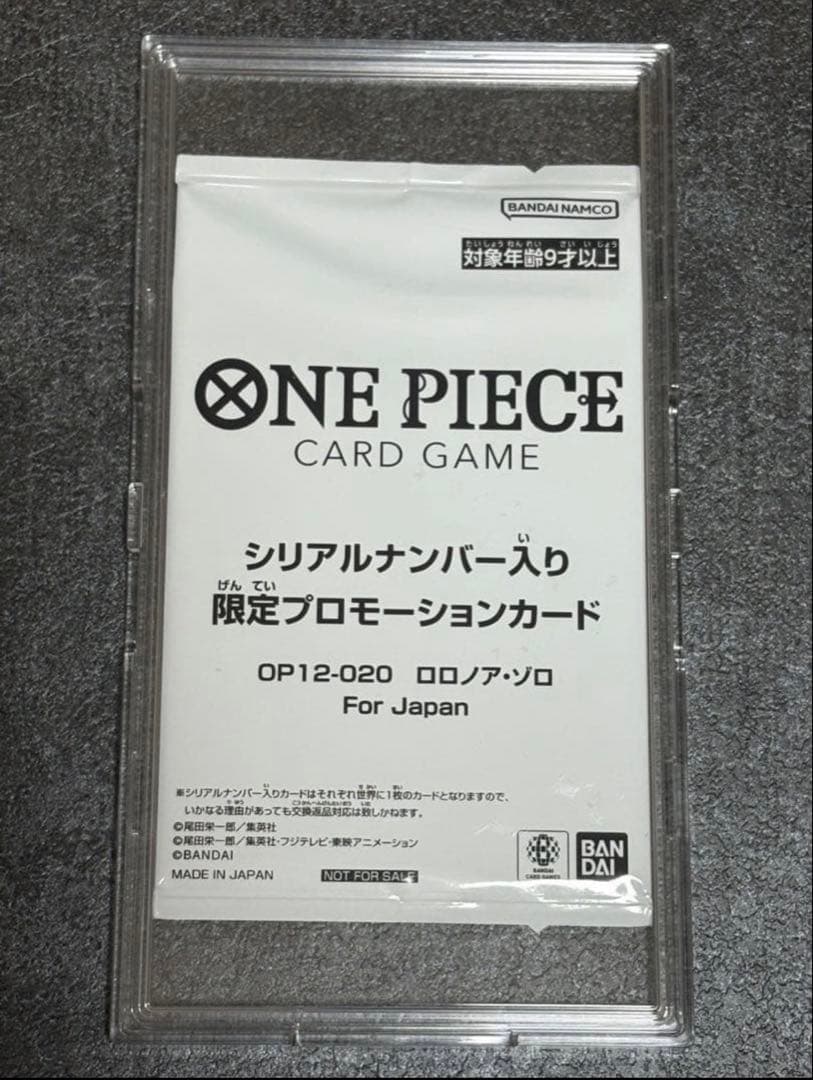 BANDAI NAMCO
たいしょうねんれい さい いじょう
対象年齢9才以上
ONE PIECE
CARD GAME
い
シリアルナンバー入り
げん てい
限定プロモーションカード
OP12-020 ロロノア・ゾロ
For Japan
※シリアルナンバー入りカードはそれぞれ世界に1枚のカードとなりますので、
いかなる理由があっても交換返品対応は致しかねます。
©尾田栄一郎/集英社
©尾田栄一郎/集英社・フジテレビ・東映アニメーション
©BANDAI
MADE IN JAPAN NOT FOR SALE
BANDAI
CARD GAMES
BAN
DAI